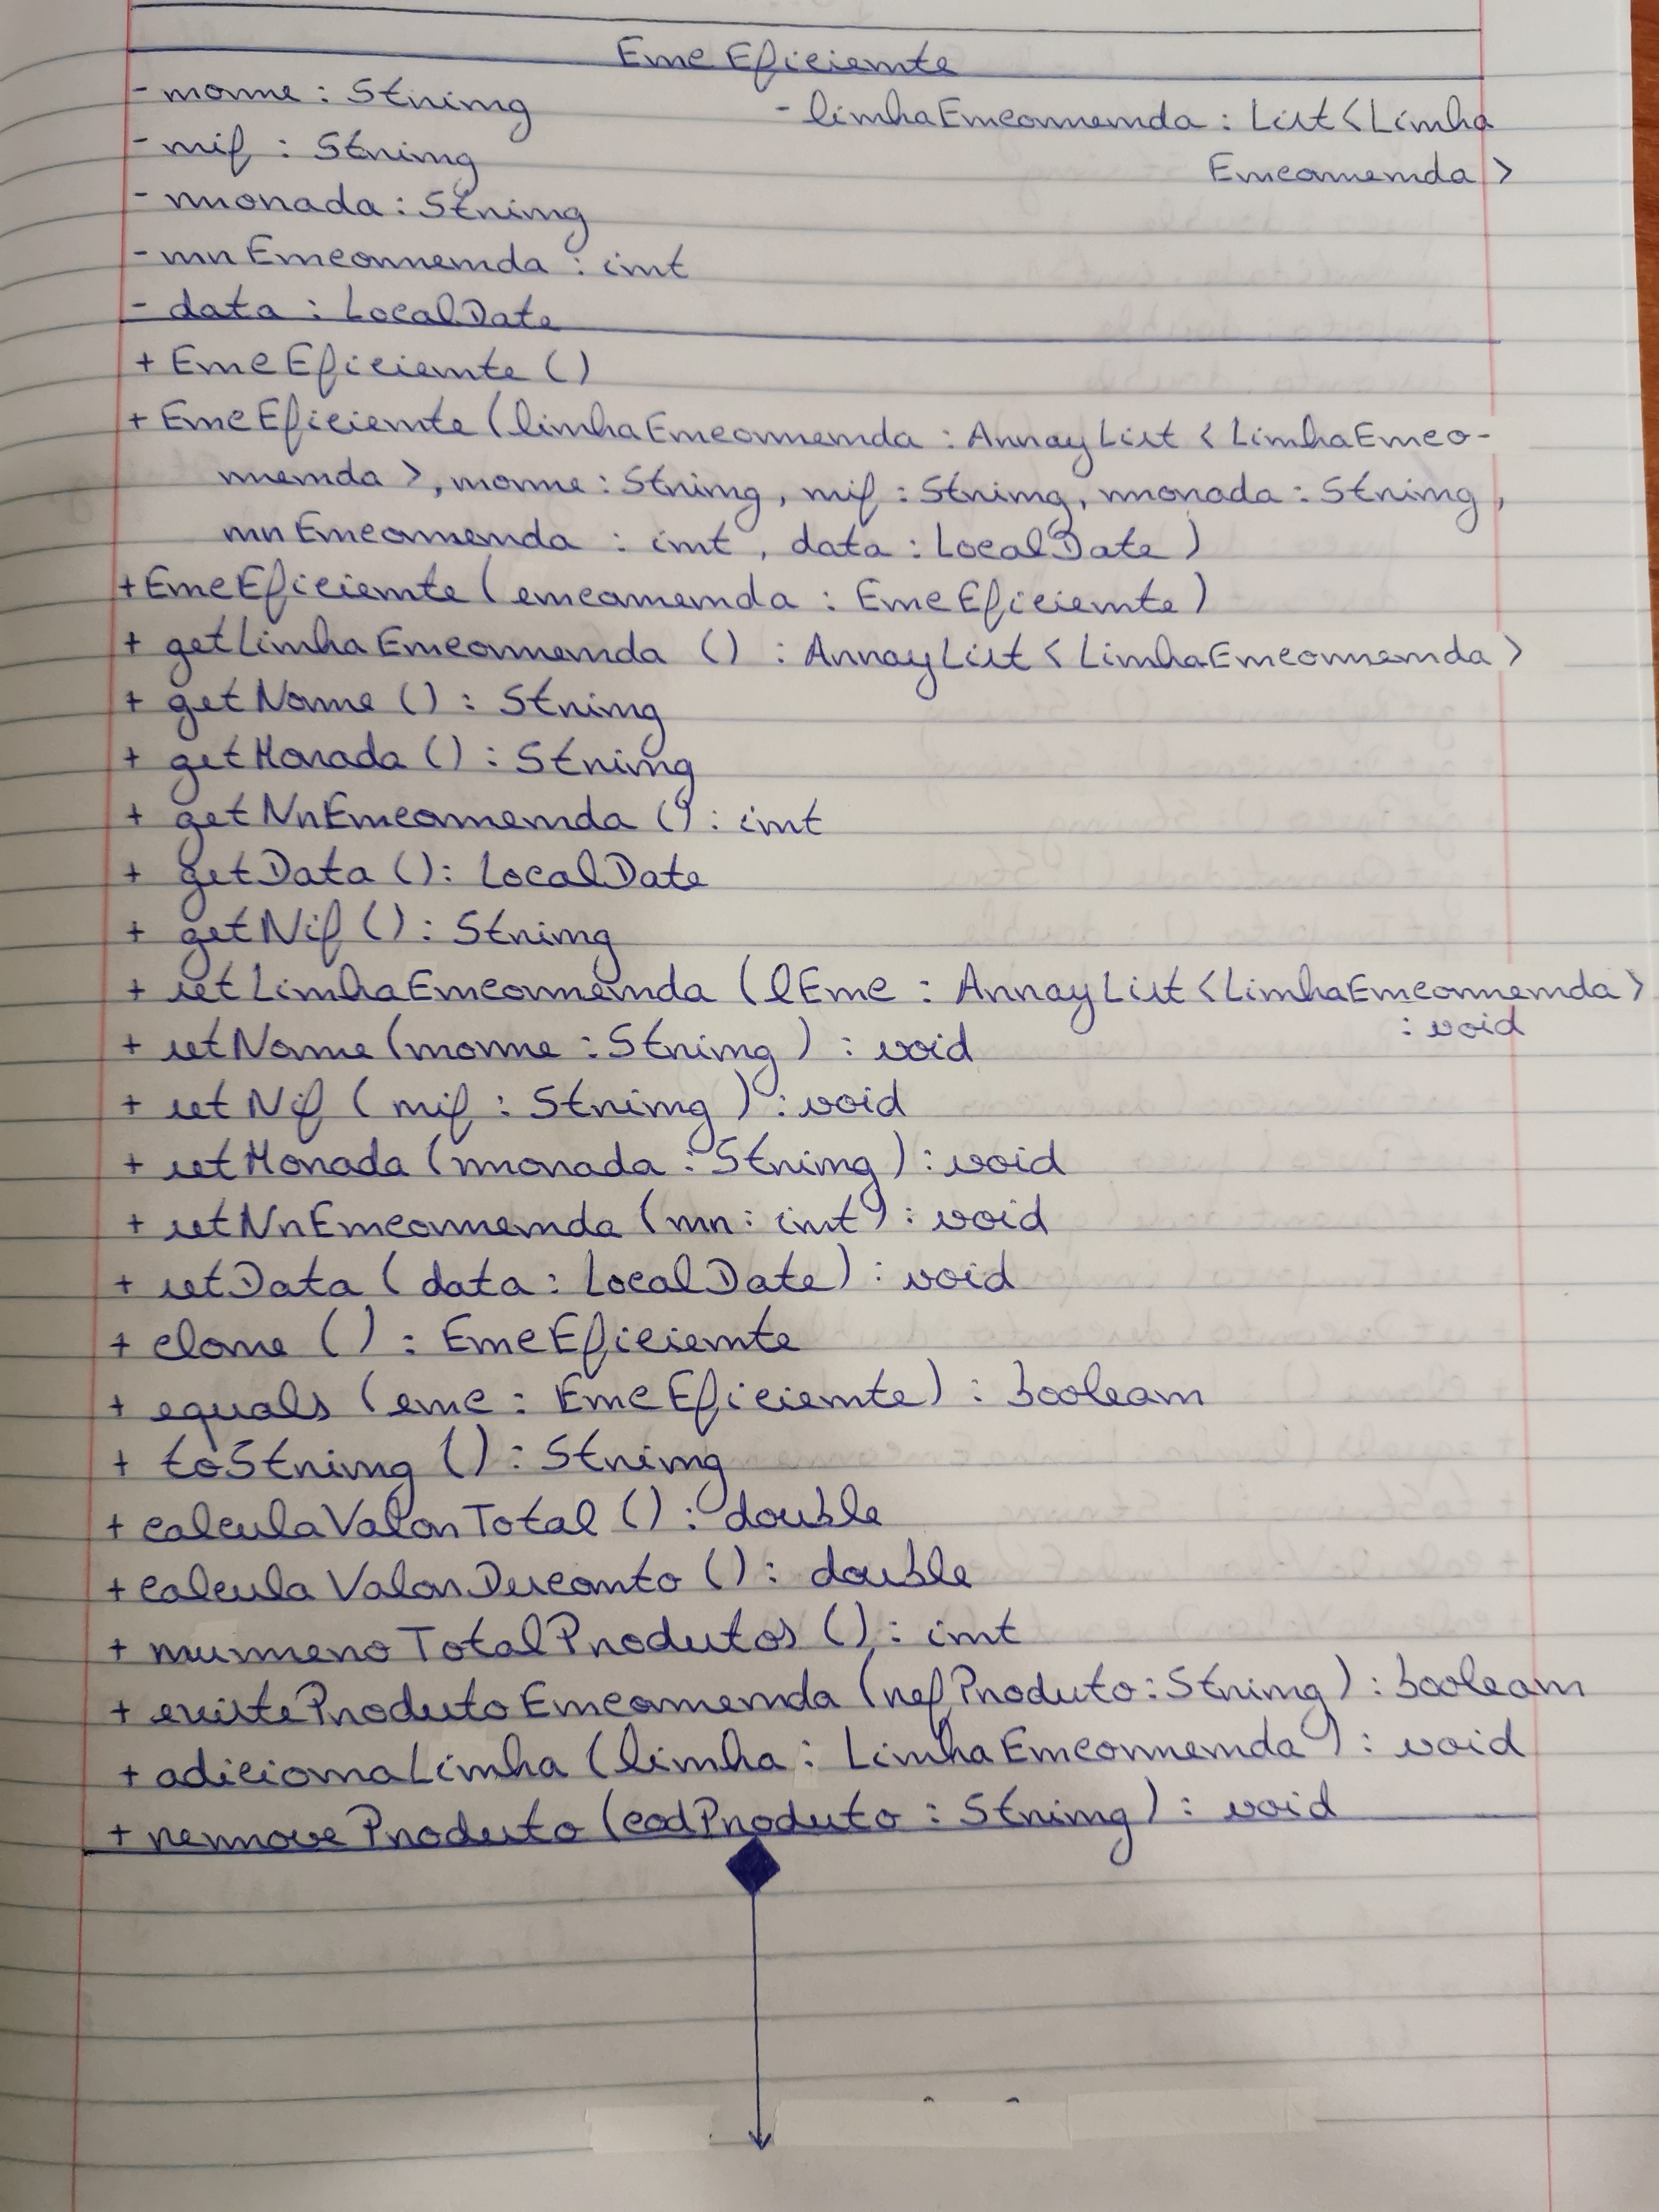 EncEficiente
- nome : String
- nif : String
- morada : String
- nrEncomenda : int
- data : LocalDate
- linhaEncomenda : List<Linha
Encomenda>
+ EncEficiente ()
+ EncEficiente (linhaEncomenda : ArrayList <LinhaEnco-
menda >, nome : String, nif : String, morada : String,
nrEncomenda : int, data : LocalDate)
+ EncEficiente (encomenda : EncEficiente)
+ getLinhaEncomenda () : ArrayList <LinhaEncomenda>
+ getNome () : String
+ getMorada () : String
+ getNrEncomenda () : int
+ getData () : LocalDate
+ getNif () : String
+ setLinhaEncomenda (lEnc : ArrayList <LinhaEncomenda>
: void
+ setNome (nome : String) : void
+ setNif (nif : String) : void
+ setMorada (morada : String) : void
+ setNrEncomenda (nr : int) : void
+ setData (data : LocalDate) : void
+ clone () : EncEficiente
+ equals (enc : EncEficiente) : boolean
+ toString () : String
+ calculaValorTotal () : double
+ calculaValorDesconto () : double
+ numeroTotalProdutos () : int
+ existeProdutoEncomenda (refProduto : String) : boolean
+ adicionaLinha (linha : LinhaEncomenda) : void
+ removeProduto (codProduto : String) : void